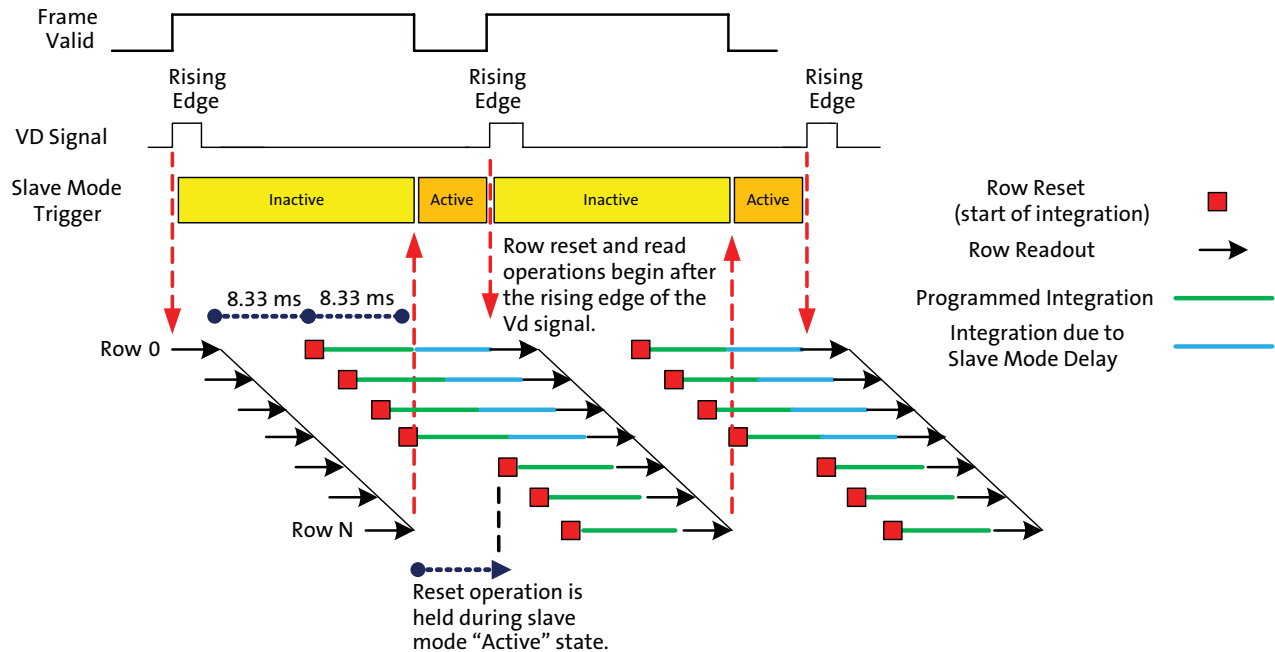 Frame
Valid
Rising
Edge
Rising
Edge
Rising
Edge
VD Signal
Slave Mode
Trigger
Inactive
Active
Inactive
Active
Row Reset
(start of integration)
Row Readout
Programmed Integration
Integration due to
Slave Mode Delay
Row reset and read
operations begin after
the rising edge of the
Vd signal.
8.33 ms
8.33 ms
Row 0
Row N
Reset operation is
held during slave
mode “Active” state.